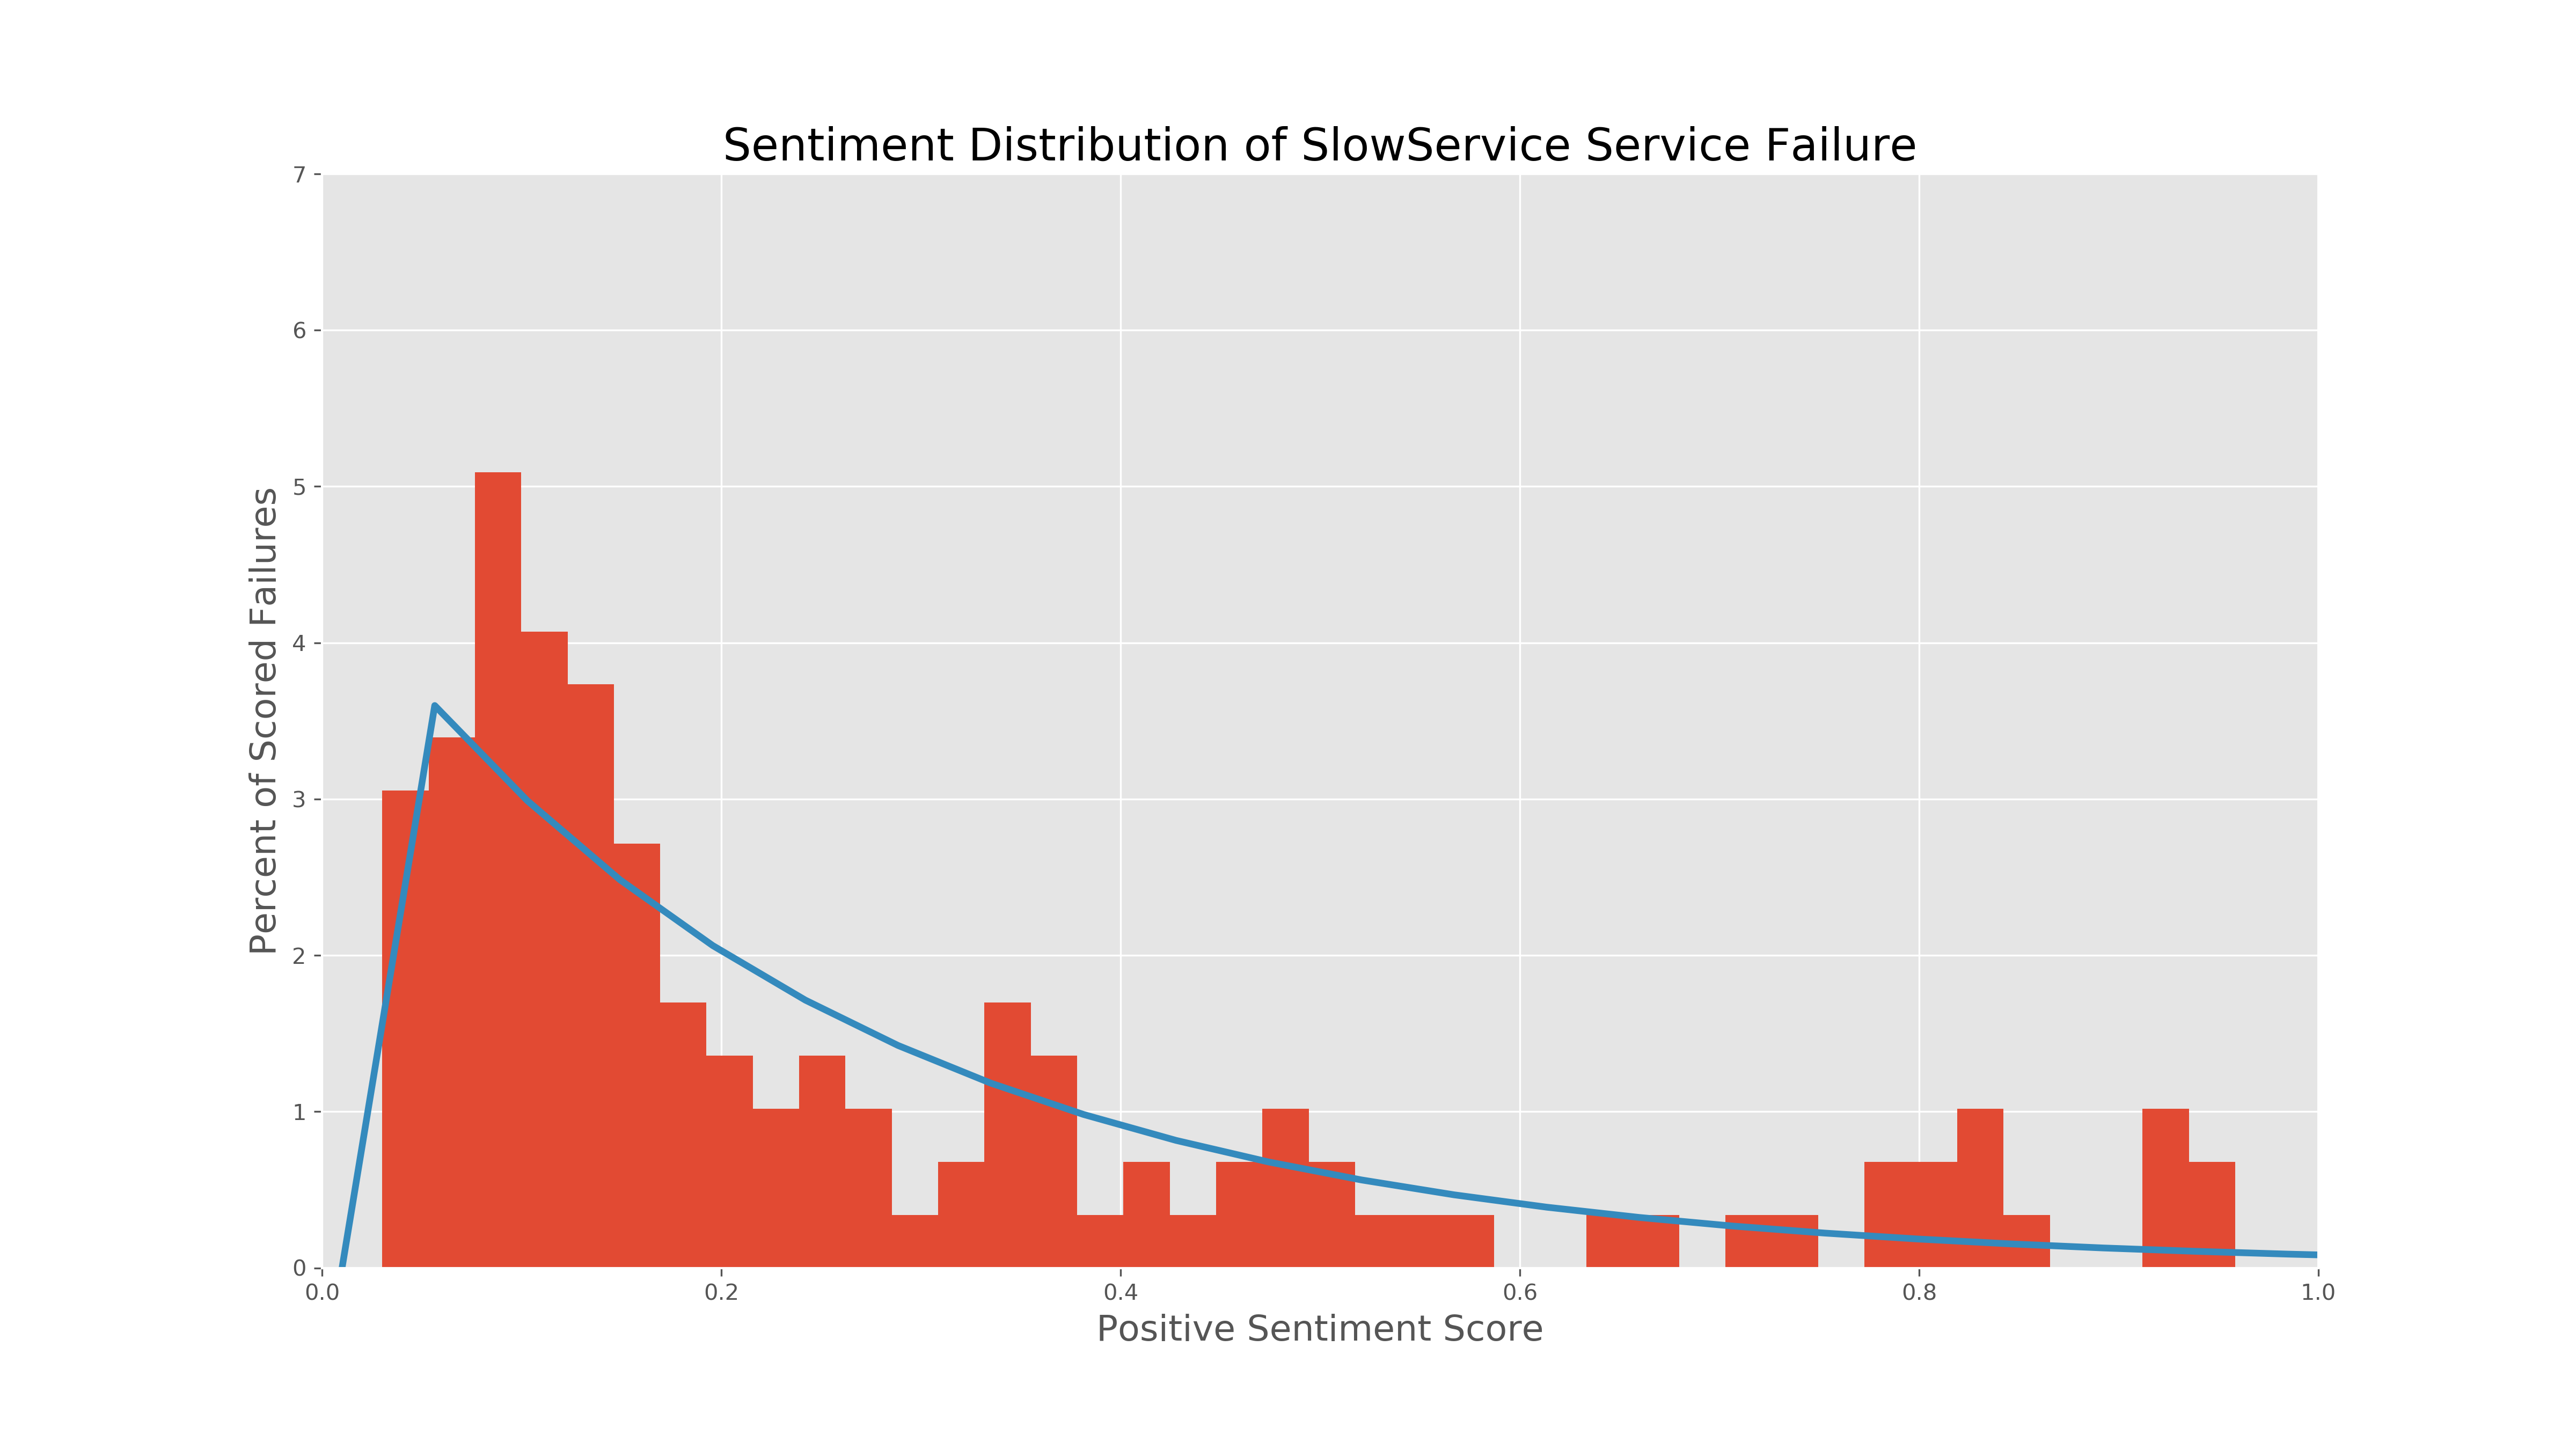 Sentiment Distribution of SlowService Service Failure
7
6
5
4
3
2
1
0
Percent of Scored Failures
0.0 0.2 0.4 0.6 0.8 1.0
Positive Sentiment Score